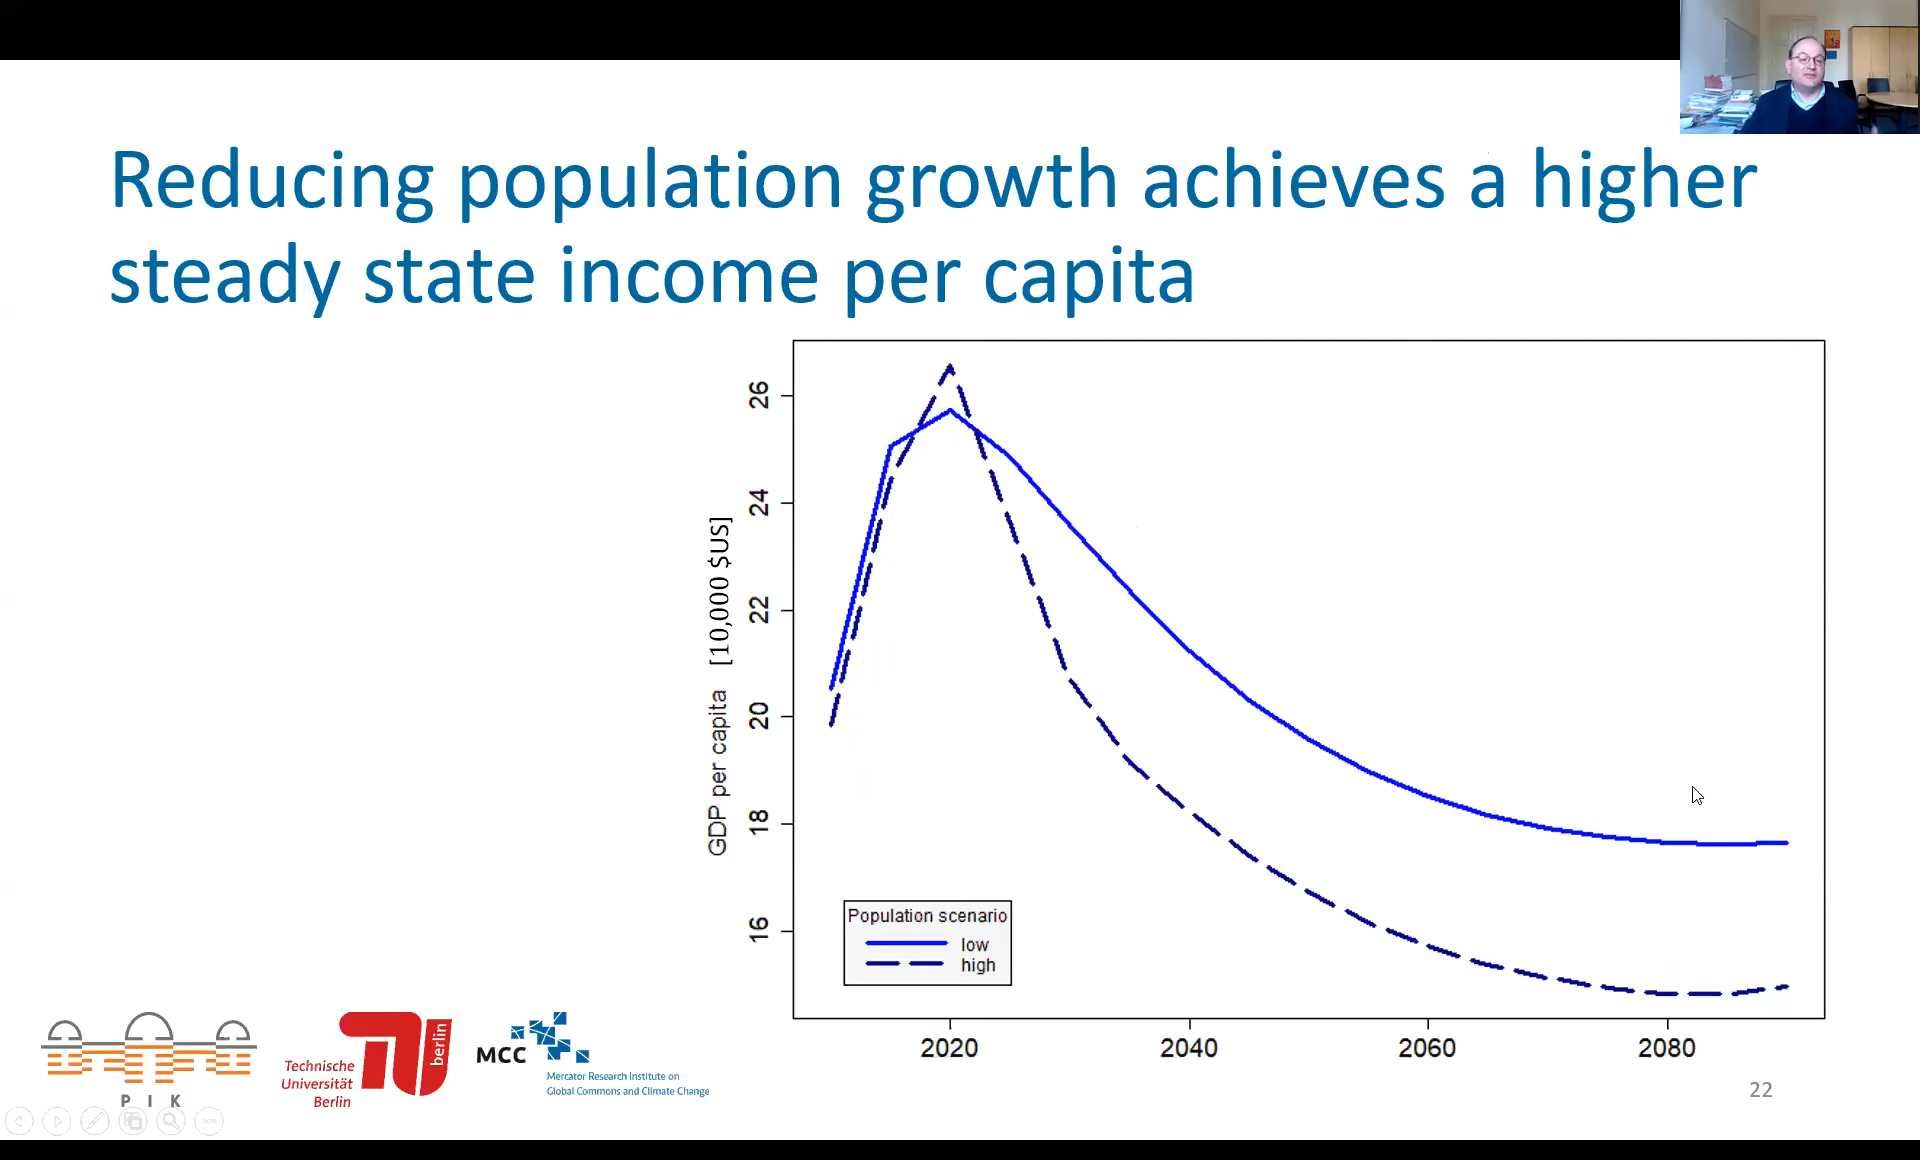 Reducing population growth achieves a higher
steady state income per capita
GDP per capita [10,000 $US]
26
24
22
20
18
16
Population scenario
low
high
2020
2040
2060
2080
PIK
Technische
Universität
Berlin
berlin
MCC
Mercator Research Institute on
Global Commons and Climate Change
22